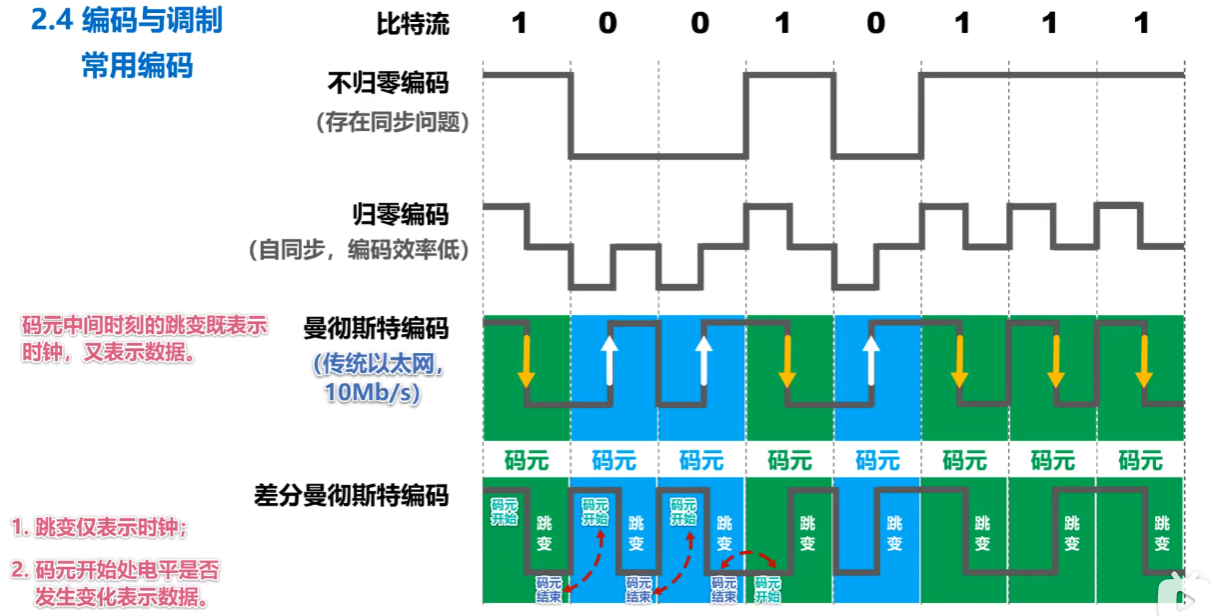 2.4 编码与调制
常用编码
比特流 1 0 0 1 0 1 1 1
不归零编码
（存在同步问题）
归零编码
（自同步，编码效率低）
码元中间时刻的跳变既表示
时钟，又表示数据。
曼彻斯特编码
（传统以太网，
10Mb/s）
码元 码元 码元 码元 码元 码元 码元 码元
差分曼彻斯特编码
1. 跳变仅表示时钟；
2. 码元开始处电平是否
发生变化表示数据。
码元
开始
跳
变
码元
结束
码元
开始
跳
变
码元
结束
码元
开始
跳
变
码元
结束
码元
开始
跳
变
跳
变
跳
变
跳
变
跳
变